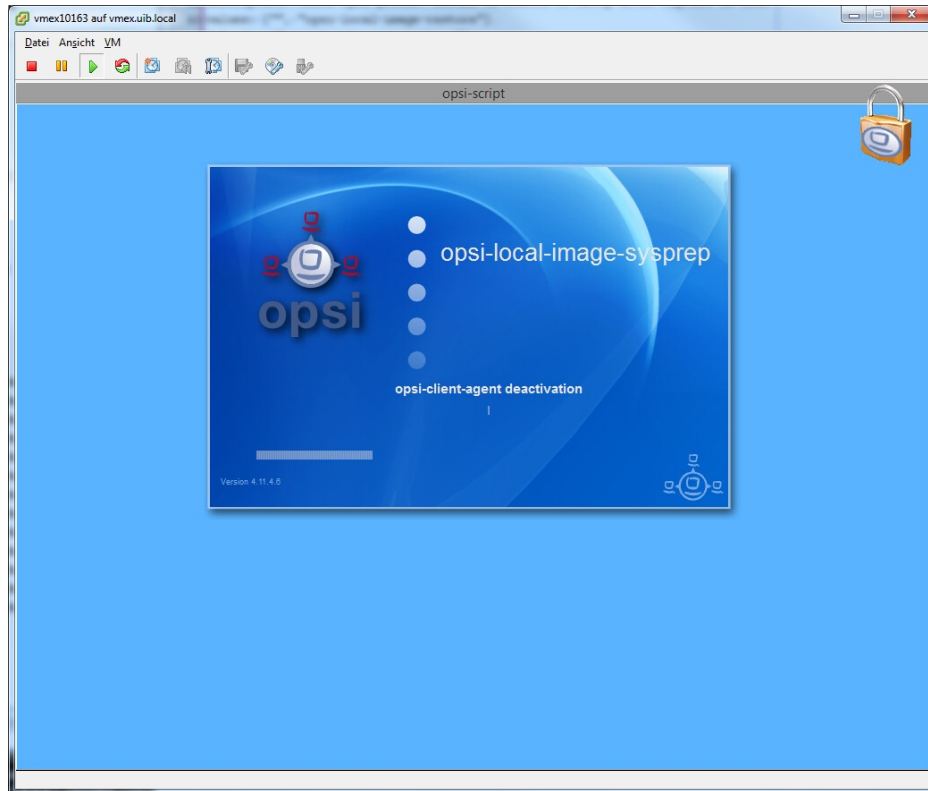 vmex10163 auf vmex.uib.local
Datei Ansicht VM
opsi-script
opsi-local-image-sysprep
opsi
opsi-client-agent deactivation
Version 4.11.4.6